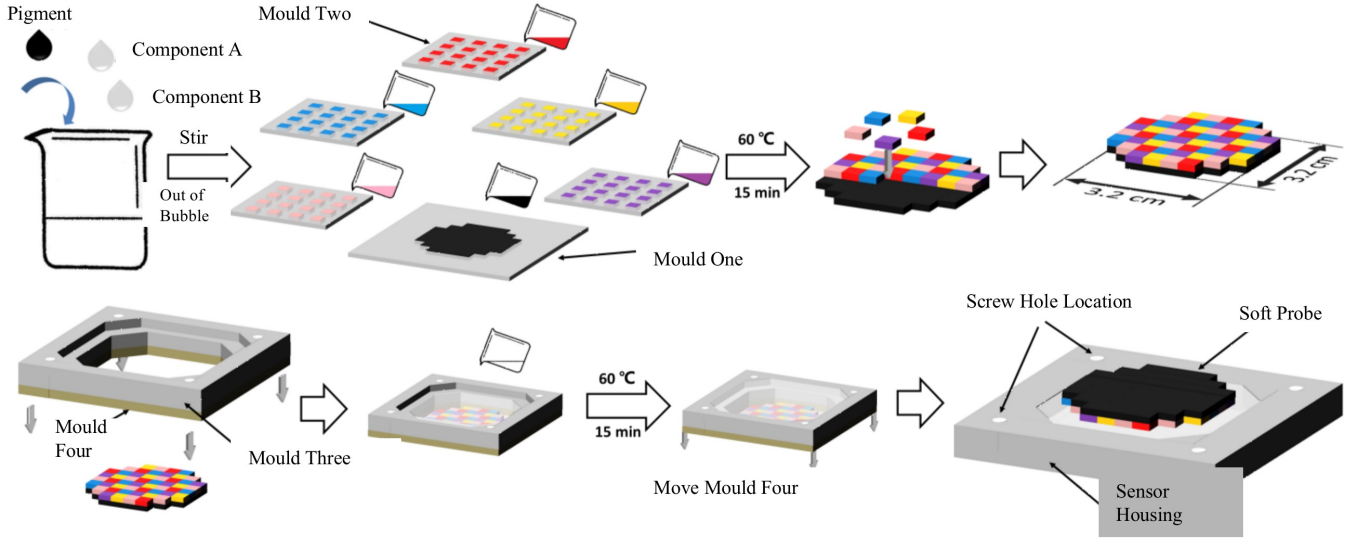 Pigment
Component A
Component B
Stir
Out of
Bubble
Mould Two
Mould One
60 ℃
15 min
3.2 cm
3.2 cm
Mould
Four
Mould Three
60 ℃
15 min
Move Mould Four
Screw Hole Location
Soft Probe
Sensor
Housing